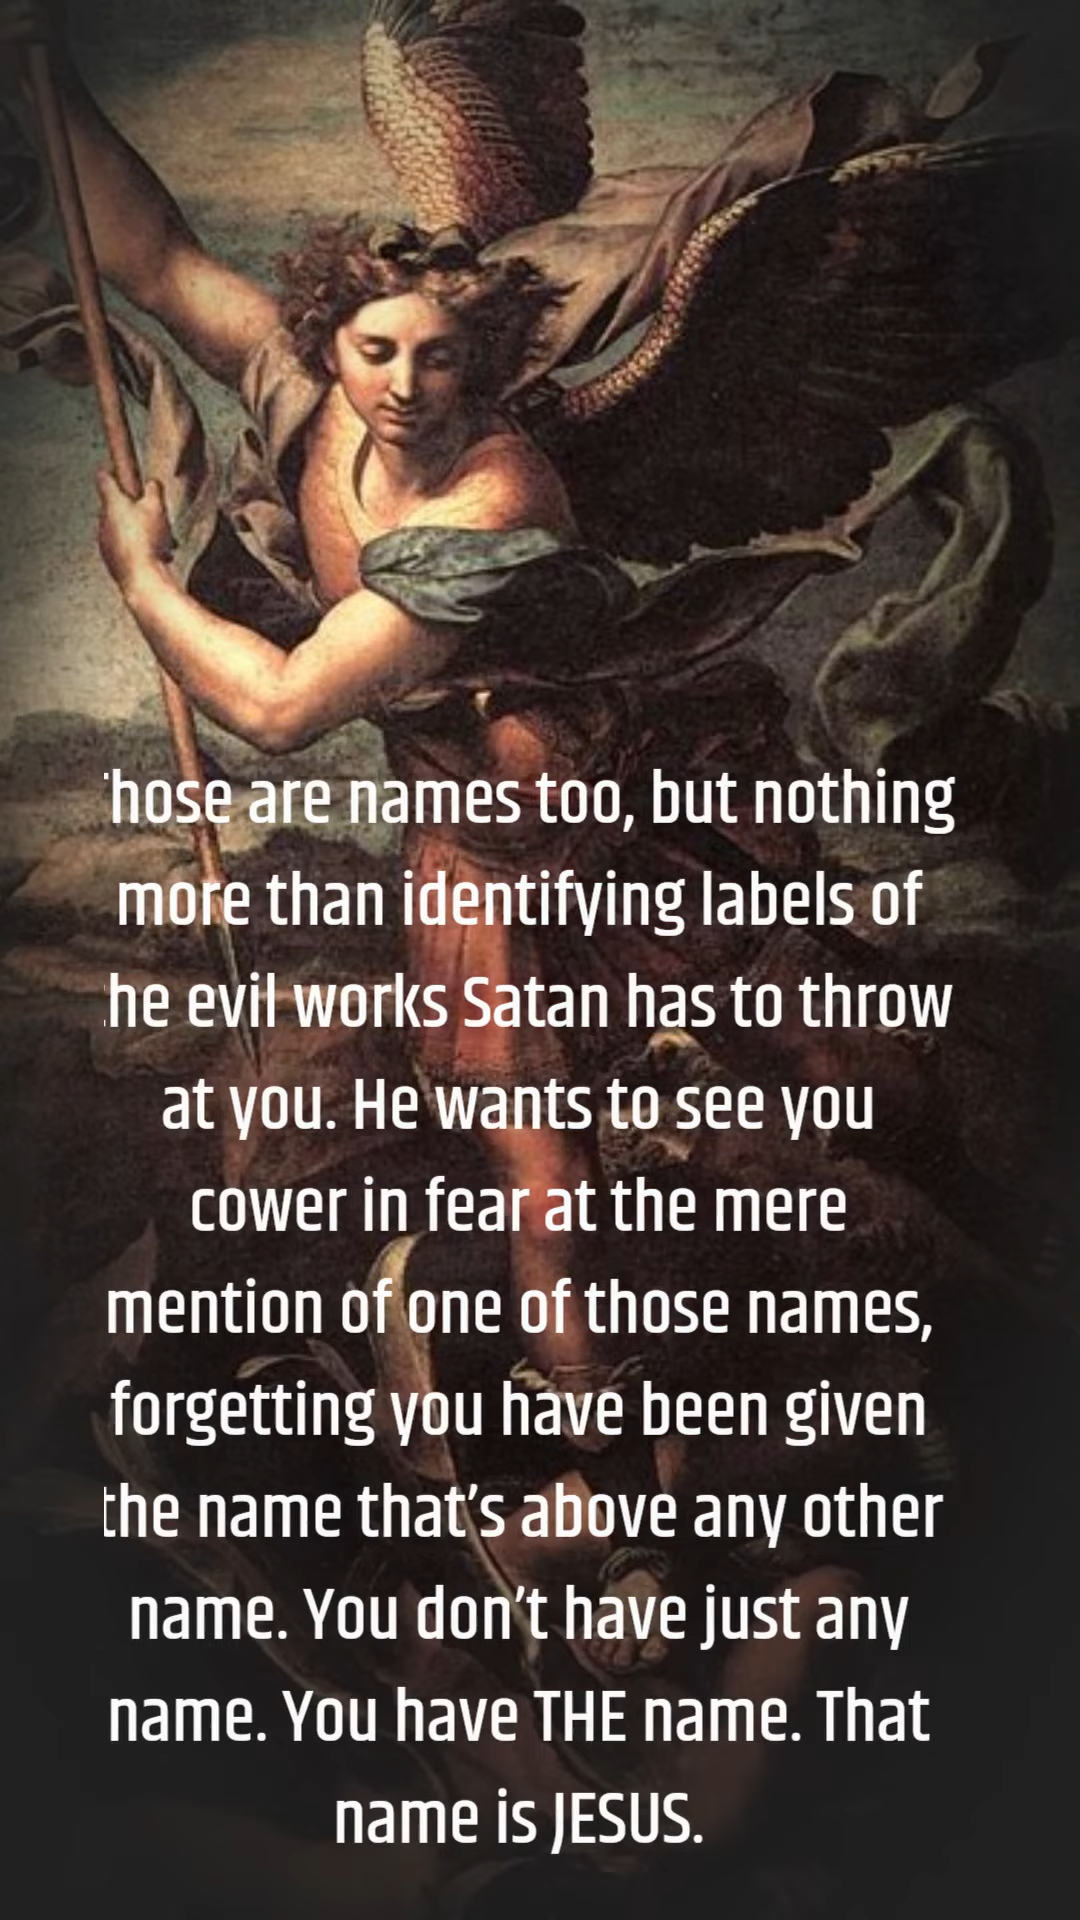 hose are names too, but nothing
more than identifying labels of
he evil works Satan has to throw
at you. He wants to see you
cower in fear at the mere
mention of one of those names,
forgetting you have been given
the name that’s above any other
name. You don’t have just any
name. You have THE name. That
name is JESUS.